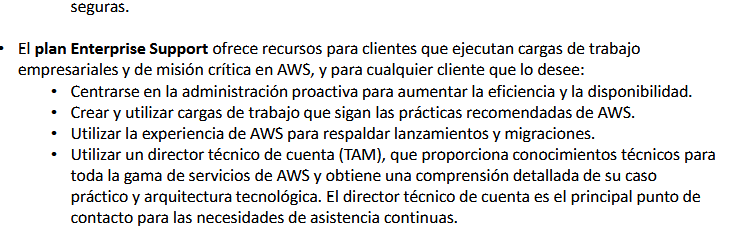 seguras.
• El plan Enterprise Support ofrece recursos para clientes que ejecutan cargas de trabajo
empresariales y de misión crítica en AWS, y para cualquier cliente que lo desee:
• Centrarse en la administración proactiva para aumentar la eficiencia y la disponibilidad.
• Crear y utilizar cargas de trabajo que sigan las prácticas recomendadas de AWS.
• Utilizar la experiencia de AWS para respaldar lanzamientos y migraciones.
• Utilizar un director técnico de cuenta (TAM), que proporciona conocimientos técnicos para
toda la gama de servicios de AWS y obtiene una comprensión detallada de su caso
práctico y arquitectura tecnológica. El director técnico de cuenta es el principal punto de
contacto para las necesidades de asistencia continuas.